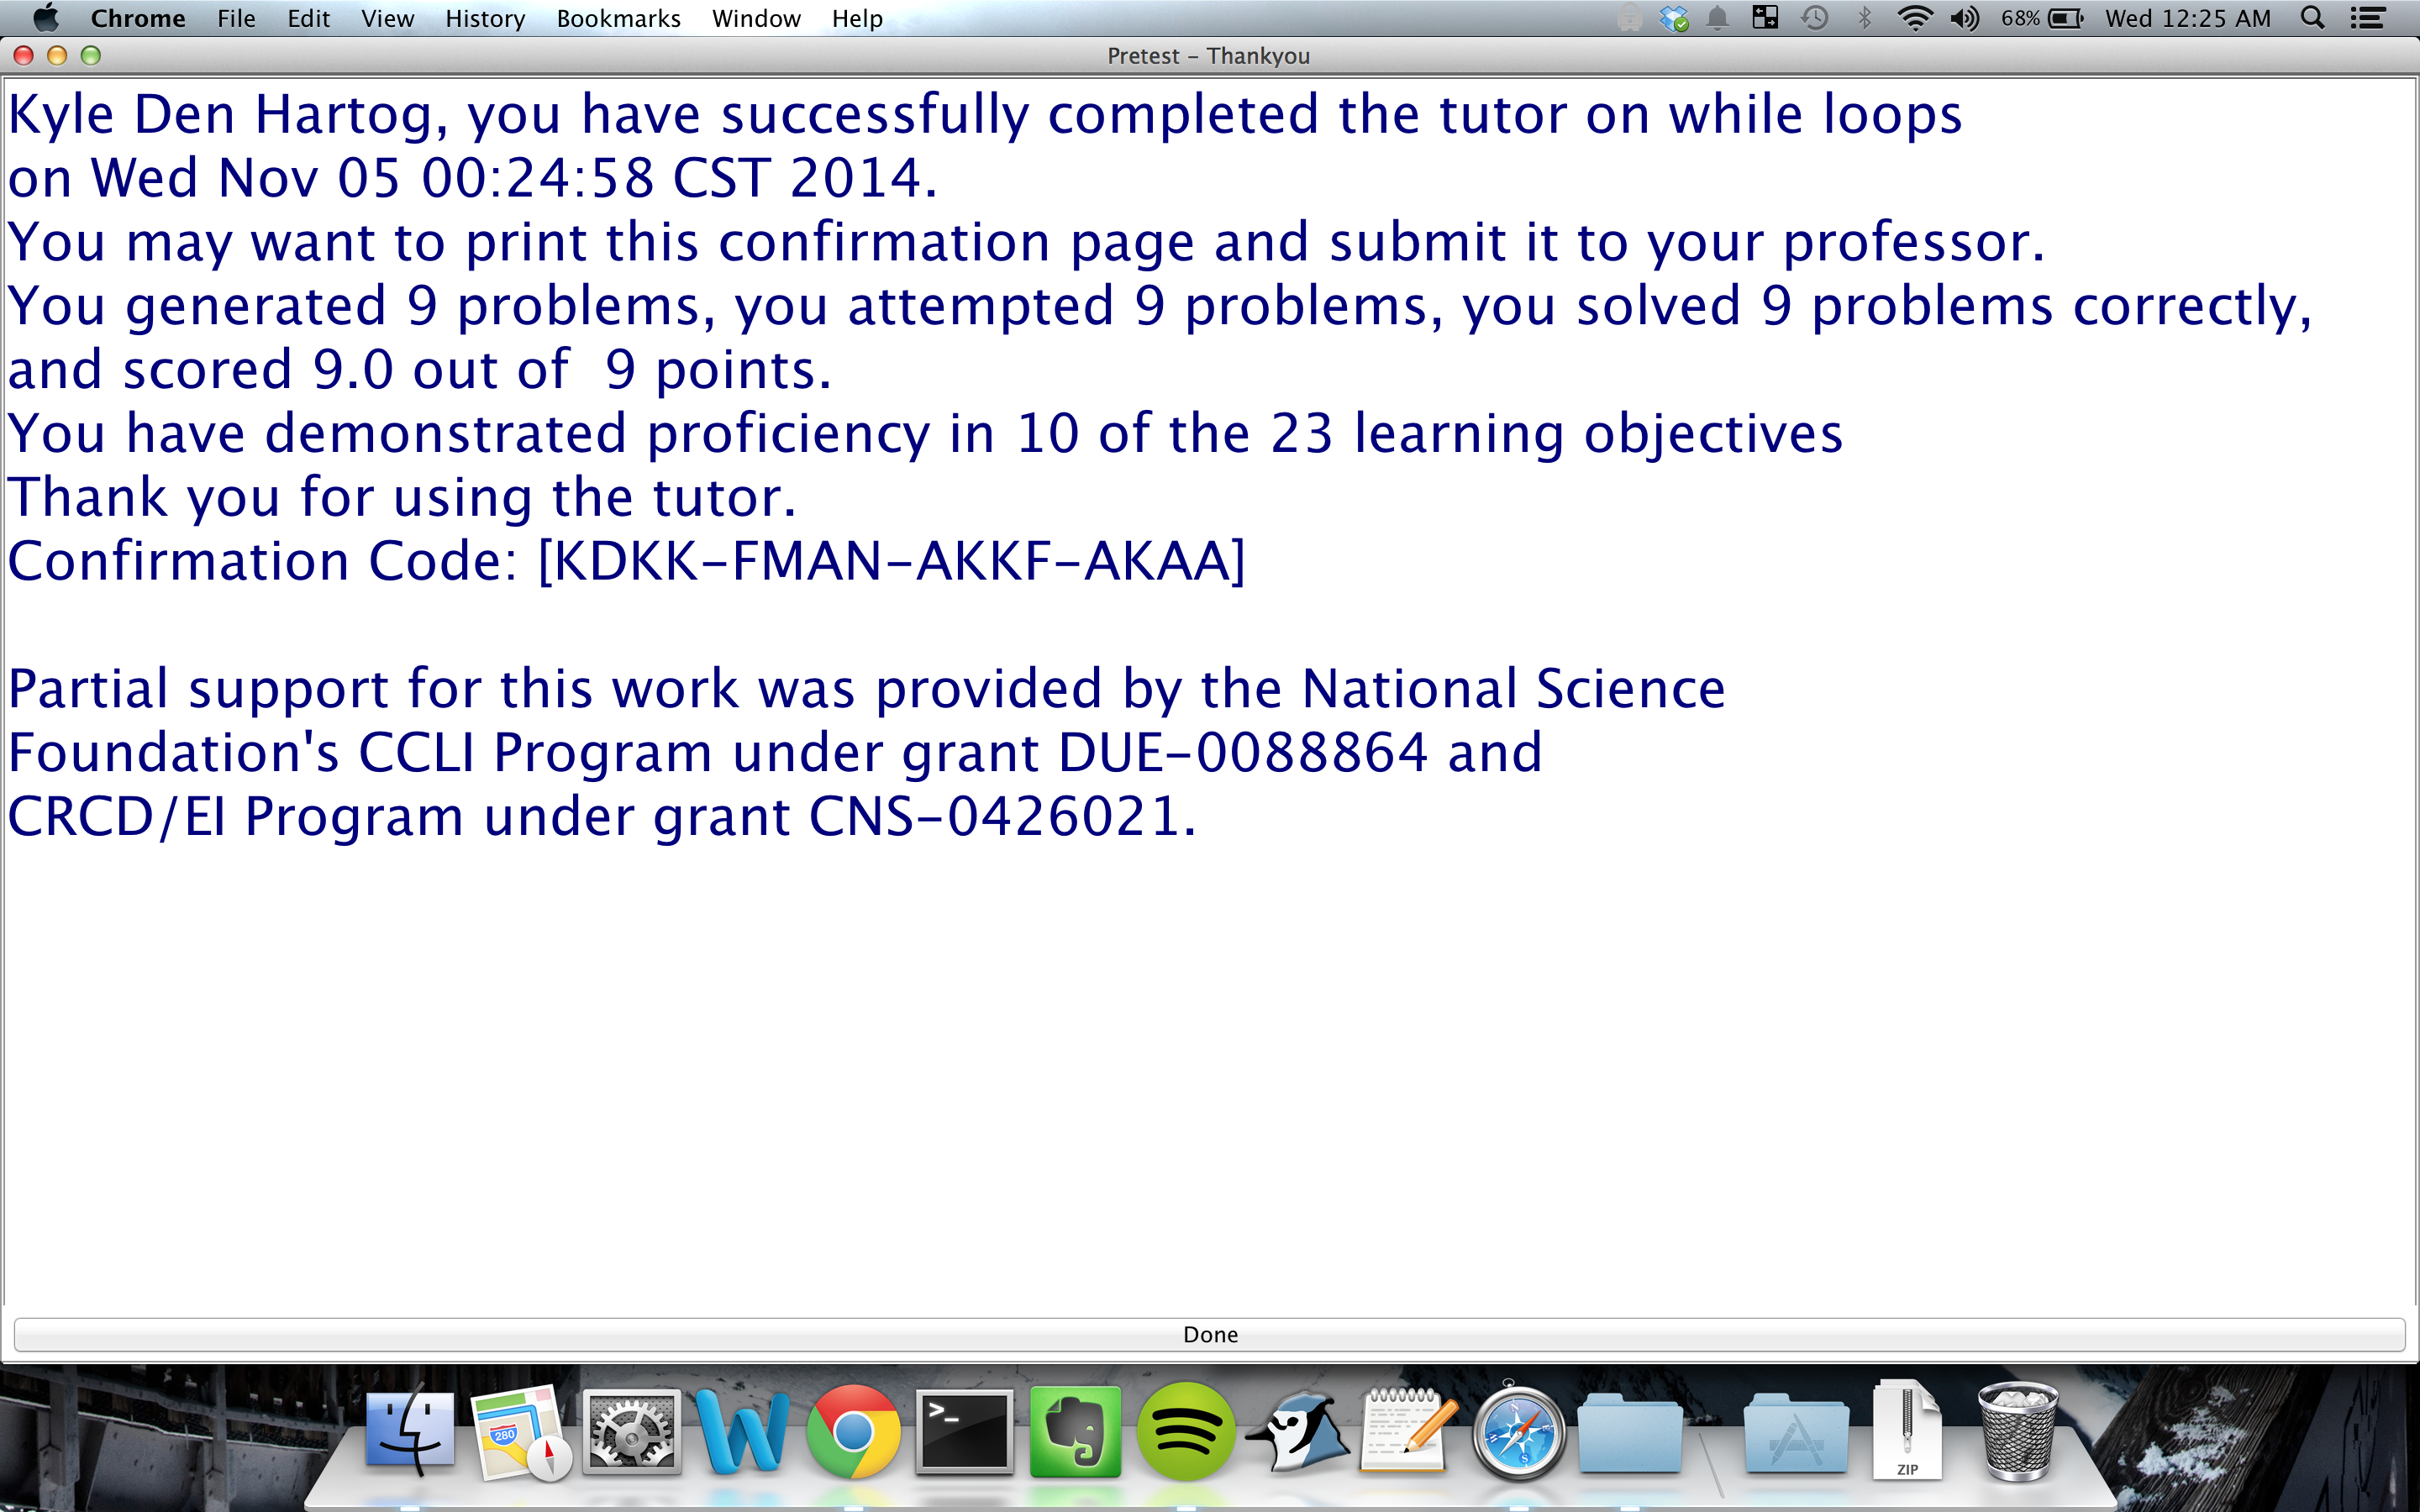 Chrome File Edit View History Bookmarks Window Help 68% Wed 12:25 AM
Pretest - Thankyou
Kyle Den Hartog, you have successfully completed the tutor on while loops
on Wed Nov 05 00:24:58 CST 2014.
You may want to print this confirmation page and submit it to your professor.
You generated 9 problems, you attempted 9 problems, you solved 9 problems correctly,
and scored 9.0 out of  9 points.
You have demonstrated proficiency in 10 of the 23 learning objectives
Thank you for using the tutor.
Confirmation Code: [KDKK-FMAN-AKKF-AKAA]
Partial support for this work was provided by the National Science
Foundation's CCLI Program under grant DUE-0088864 and
CRCD/EI Program under grant CNS-0426021.
Done
280
>_
ZIP